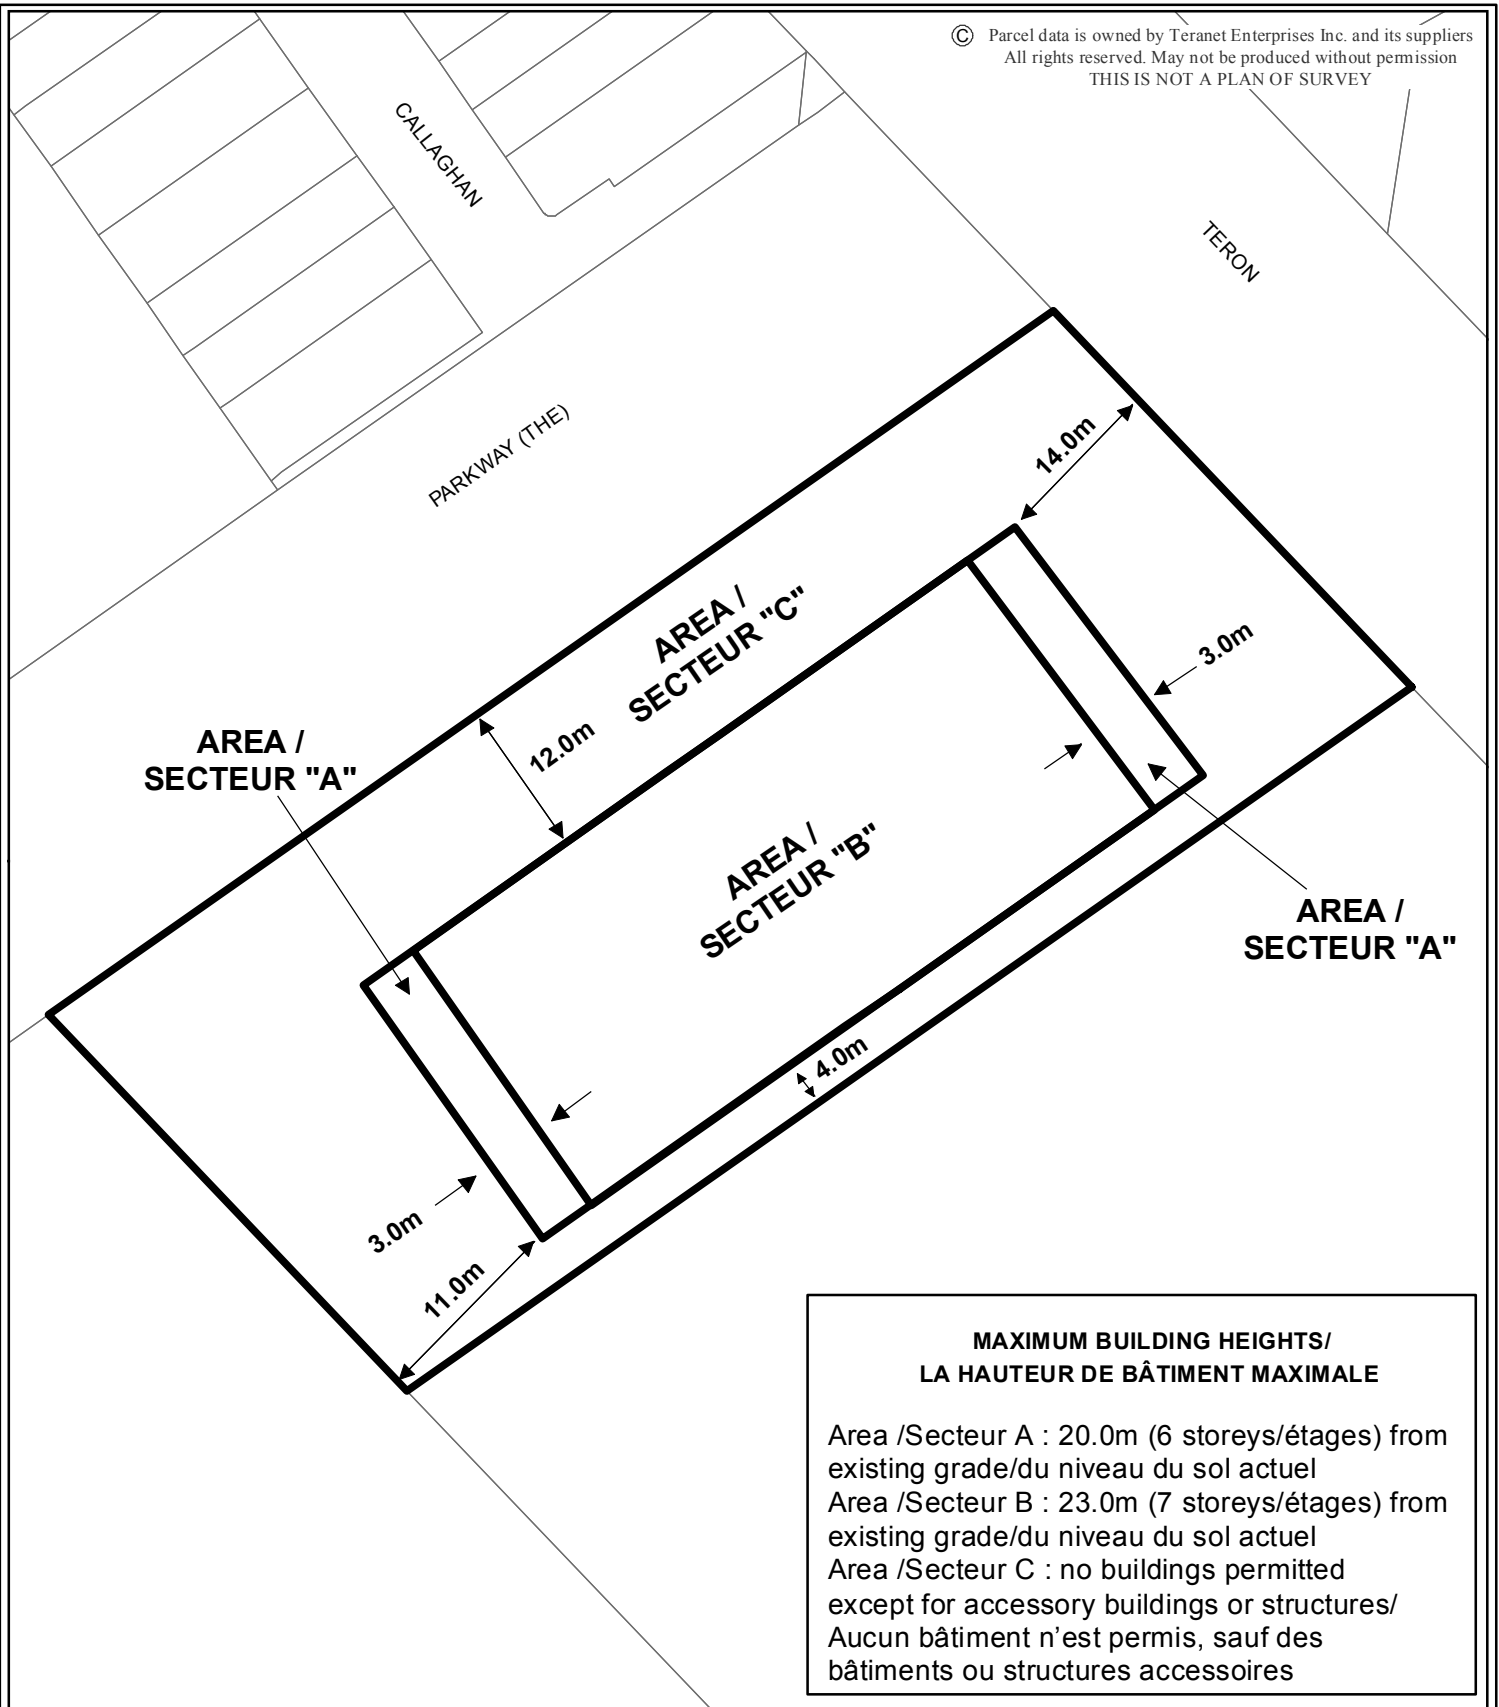 © Parcel data is owned by Teranet Enterprises Inc. and its suppliers
All rights reserved. May not be produced without permission
THIS IS NOT A PLAN OF SURVEY
CALLAGHAN
TERON
PARKWAY (THE)
14.0m
AREA /
SECTEUR "C"
3.0m
12.0m
AREA /
SECTEUR "A"
AREA /
SECTEUR "B"
AREA /
SECTEUR "A"
4.0m
3.0m
11.0m
MAXIMUM BUILDING HEIGHTS/
LA HAUTEUR DE BÂTIMENT MAXIMALE
Area /Secteur A : 20.0m (6 storeys/étages) from
existing grade/du niveau du sol actuel
Area /Secteur B : 23.0m (7 storeys/étages) from
existing grade/du niveau du sol actuel
Area /Secteur C : no buildings permitted
except for accessory buildings or structures/
Aucun bâtiment n’est permis, sauf des
bâtiments ou structures accessoires